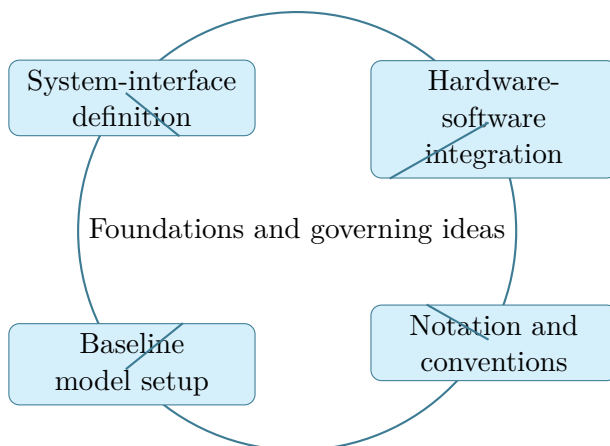 System-interface
definition
Hardware-
software
integration
Foundations and governing ideas
Baseline
model setup
Notation and
conventions